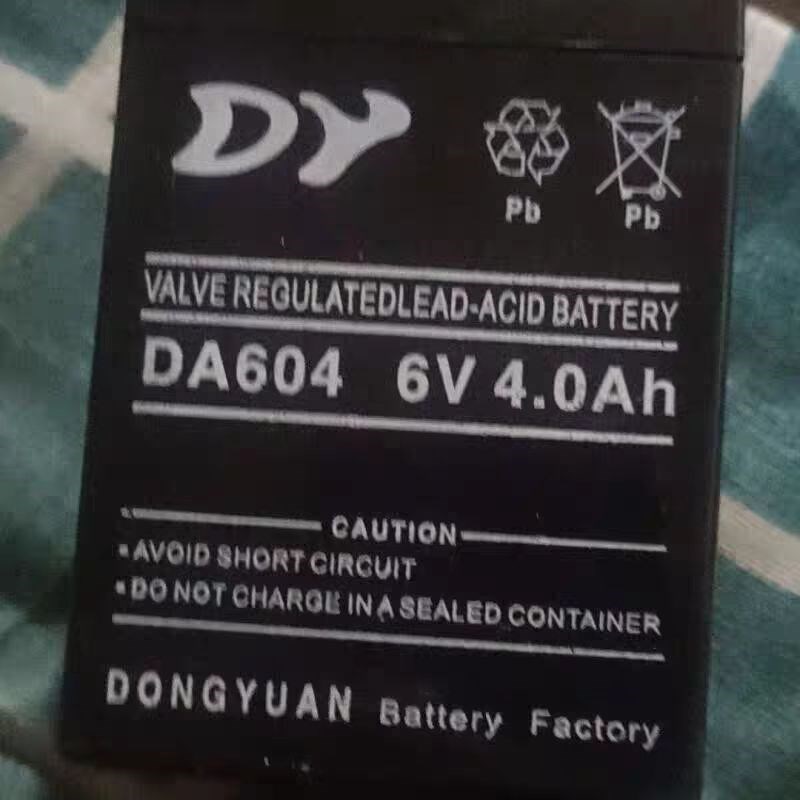 DY
Pb Pb
VALVE REGULATEDLEAD-ACID BATTERY
DA604 6V 4.0Ah
CAUTION
▪AVOID SHORT CIRCUIT
▪DO NOT CHARGE IN A SEALED CONTAINER
DONGYUAN Battery Factory